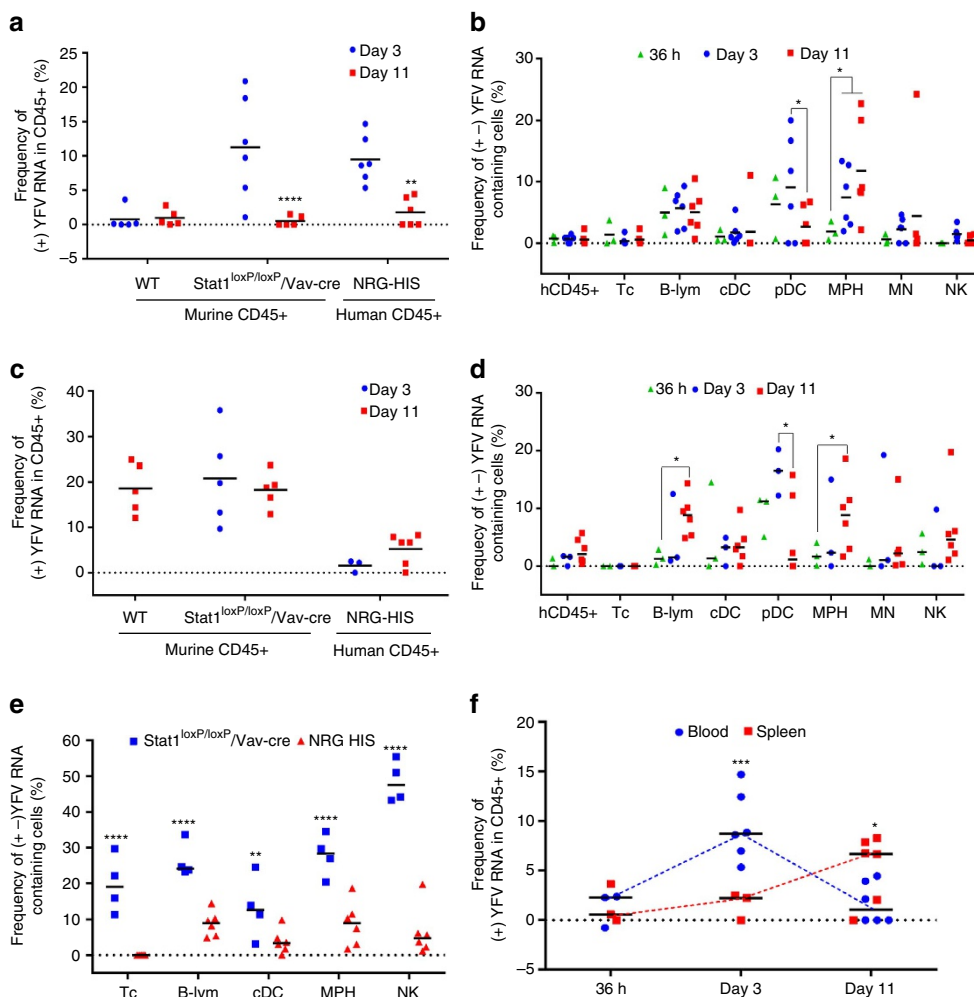 a
Frequency of
(+) YFV RNA in CD45+ (%)
25
20
15
10
5
0
−5
Day 3
Day 11
****
**
WT
Stat1loxP/loxP/Vav-cre
NRG-HIS
Murine CD45+
Human CD45+
b
Frequency of (+ −) YFV RNA
containing cells (%)
30
20
10
0
36 h
Day 3
Day 11
*
*
hCD45+
Tc
B-lym
cDC
pDC
MPH
MN
NK
c
Frequency of
(+) YFV RNA in CD45+ (%)
40
30
20
10
0
Day 3
Day 11
WT
Stat1loxP/loxP/Vav-cre
NRG-HIS
Murine CD45+
Human CD45+
d
Frequency of (+ −) YFV RNA
containing cells (%)
30
20
10
0
36 h
Day 3
Day 11
*
*
*
hCD45+
Tc
B-lym
cDC
pDC
MPH
MN
NK
e
Frequency of (+ −)YFV RNA
containing cells (%)
60
50
40
30
20
10
0
Stat1loxP/loxP/Vav-cre
NRG HIS
****
****
**
****
****
Tc
B-lym
cDC
MPH
NK
f
Frequency of
(+) YFV RNA in CD45+ (%)
20
15
10
5
0
−5
Blood
Spleen
***
*
36 h
Day 3
Day 11